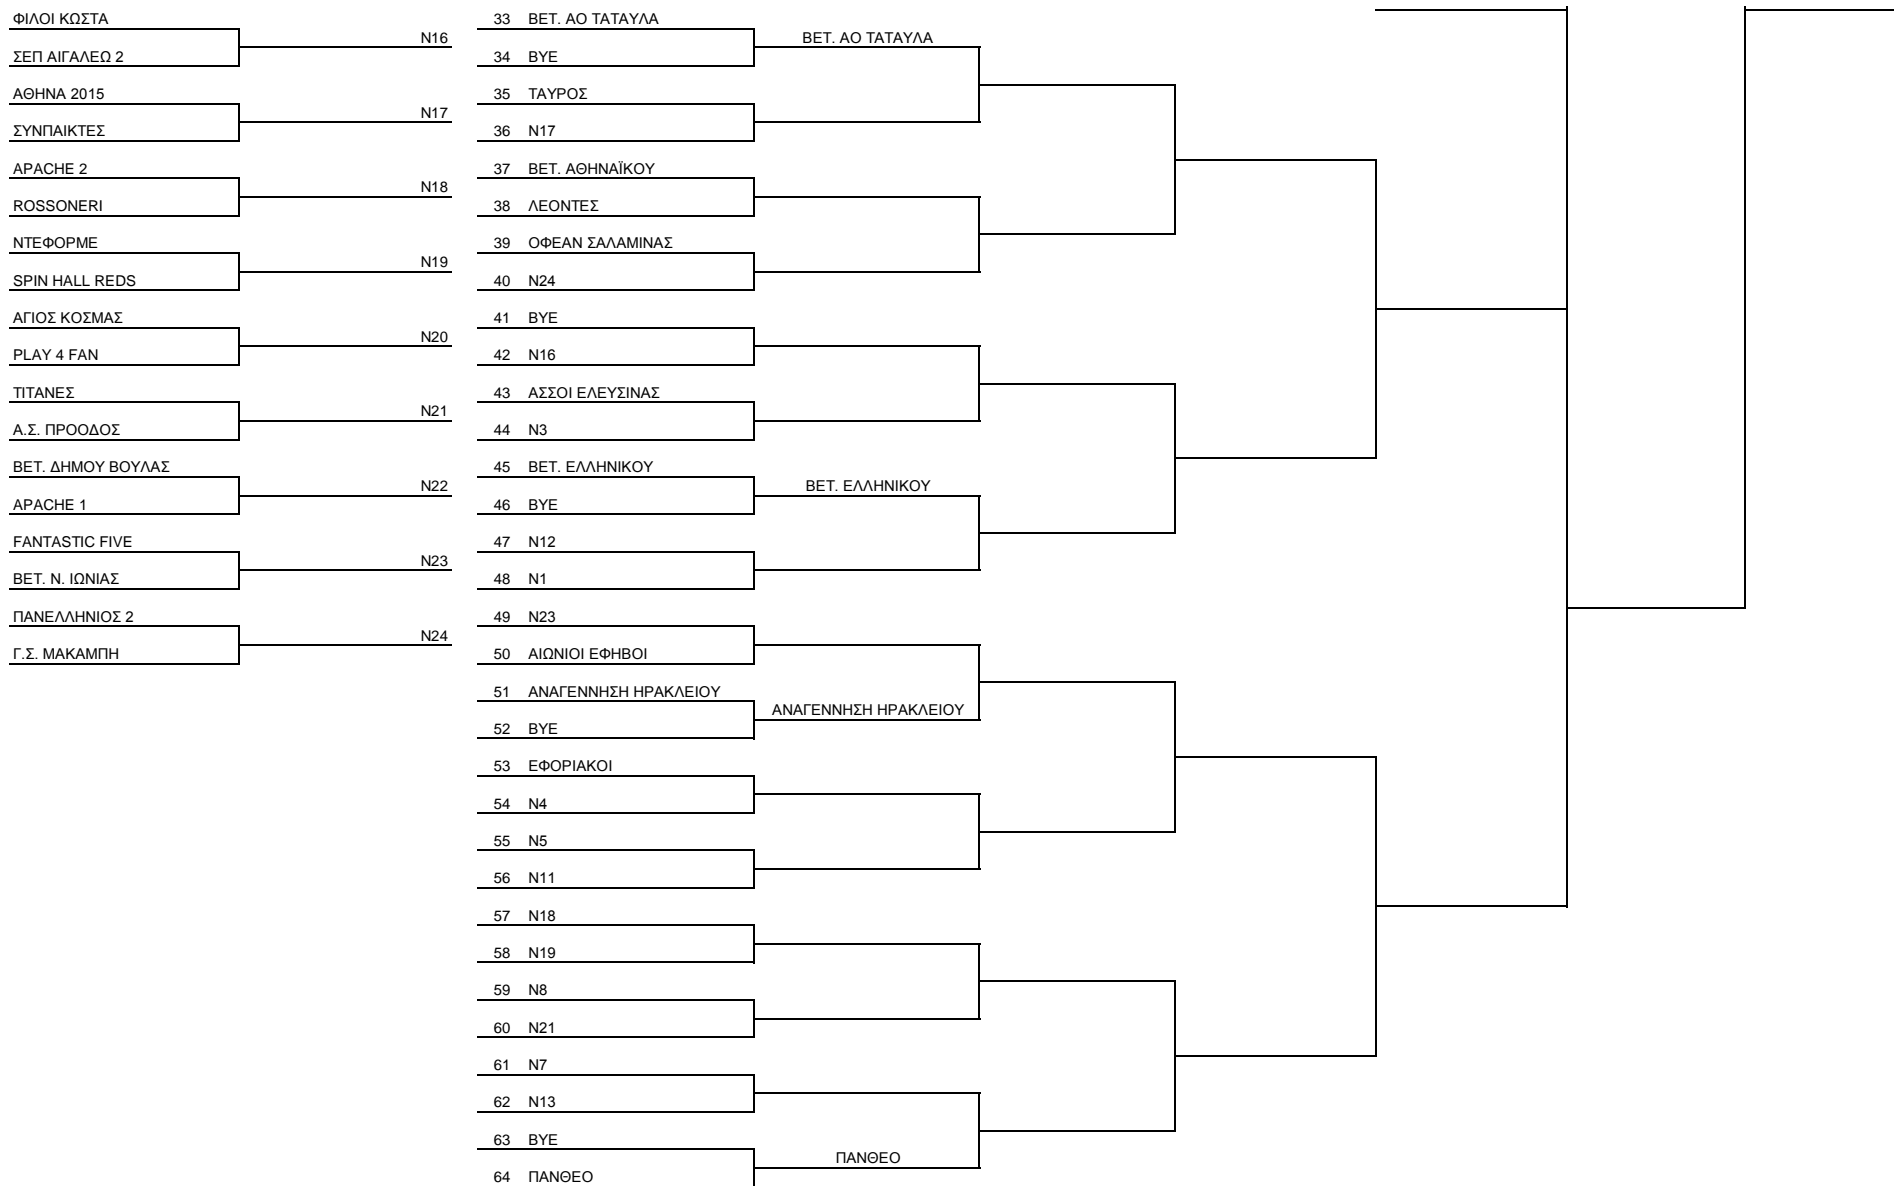 ΦΙΛΟΙ ΚΩΣΤΑ
N16
ΣΕΠ ΑΙΓΑΛΕΩ 2
ΑΘΗΝΑ 2015
N17
ΣΥΝΠΑΙΚΤΕΣ
APACHE 2
N18
ROSSONERI
ΝΤΕΦΟΡΜΕ
N19
SPIN HALL REDS
ΑΓΙΟΣ ΚΟΣΜΑΣ
N20
PLAY 4 FAN
ΤΙΤΑΝΕΣ
N21
Α.Σ. ΠΡΟΟΔΟΣ
ΒΕΤ. ΔΗΜΟΥ ΒΟΥΛΑΣ
N22
APACHE 1
FANTASTIC FIVE
N23
ΒΕΤ. Ν. ΙΩΝΙΑΣ
ΠΑΝΕΛΛΗΝΙΟΣ 2
N24
Γ.Σ. ΜΑΚΑΜΠΗ
33 ΒΕΤ. ΑΟ ΤΑΤΑΥΛΑ
ΒΕΤ. ΑΟ ΤΑΤΑΥΛΑ
34 BYE
35 ΤΑΥΡΟΣ
36 N17
37 ΒΕΤ. ΑΘΗΝΑΪΚΟΥ
38 ΛΕΟΝΤΕΣ
39 ΟΦΕΑΝ ΣΑΛΑΜΙΝΑΣ
40 N24
41 BYE
42 N16
43 ΑΣΣΟΙ ΕΛΕΥΣΙΝΑΣ
44 N3
45 ΒΕΤ. ΕΛΛΗΝΙΚΟΥ
ΒΕΤ. ΕΛΛΗΝΙΚΟΥ
46 BYE
47 N12
48 N1
49 N23
50 ΑΙΩΝΙΟΙ ΕΦΗΒΟΙ
51 ΑΝΑΓΕΝΝΗΣΗ ΗΡΑΚΛΕΙΟΥ
ΑΝΑΓΕΝΝΗΣΗ ΗΡΑΚΛΕΙΟΥ
52 BYE
53 ΕΦΟΡΙΑΚΟΙ
54 N4
55 N5
56 N11
57 N18
58 N19
59 N8
60 N21
61 N7
62 N13
63 BYE
ΠΑΝΘΕΟ
64 ΠΑΝΘΕΟ